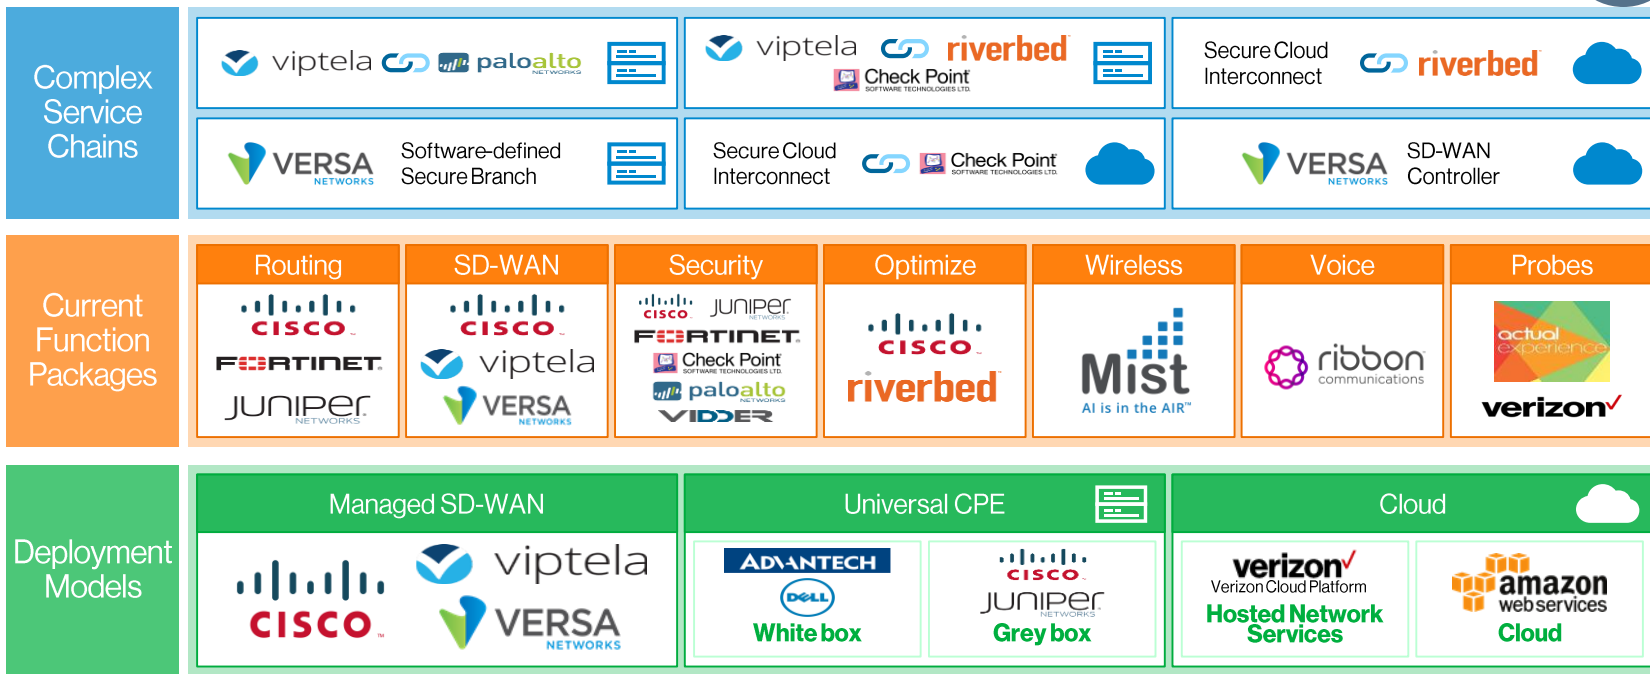 Complex
Service
Chains
viptela paloalto
NETWORKS
viptela riverbed
Check Point
SOFTWARE TECHNOLOGIES LTD.
Secure Cloud
Interconnect
riverbed
VERSA
NETWORKS
Software-defined
Secure Branch
Secure Cloud
Interconnect
Check Point
SOFTWARE TECHNOLOGIES LTD.
VERSA
NETWORKS
SD-WAN
Controller
Current
Function
Packages
Routing
CISCO
FORTINET
JUNIPER
NETWORKS
SD-WAN
CISCO
viptela
VERSA
NETWORKS
Security
CISCO JUNIPER
NETWORKS
FORTINET
Check Point
SOFTWARE TECHNOLOGIES LTD.
paloalto
NETWORKS
VIDDER
Optimize
CISCO
riverbed
Wireless
Mist
AI is in the AIR™
Voice
ribbon
communications
Probes
actual
experience
verizon
Deployment
Models
Managed SD-WAN
CISCO
viptela
VERSA
NETWORKS
Universal CPE
ADVANTECH
DELL
White box
CISCO
JUNIPER
NETWORKS
Grey box
Cloud
verizon
Verizon Cloud Platform
Hosted Network
Services
amazon
web services
Cloud